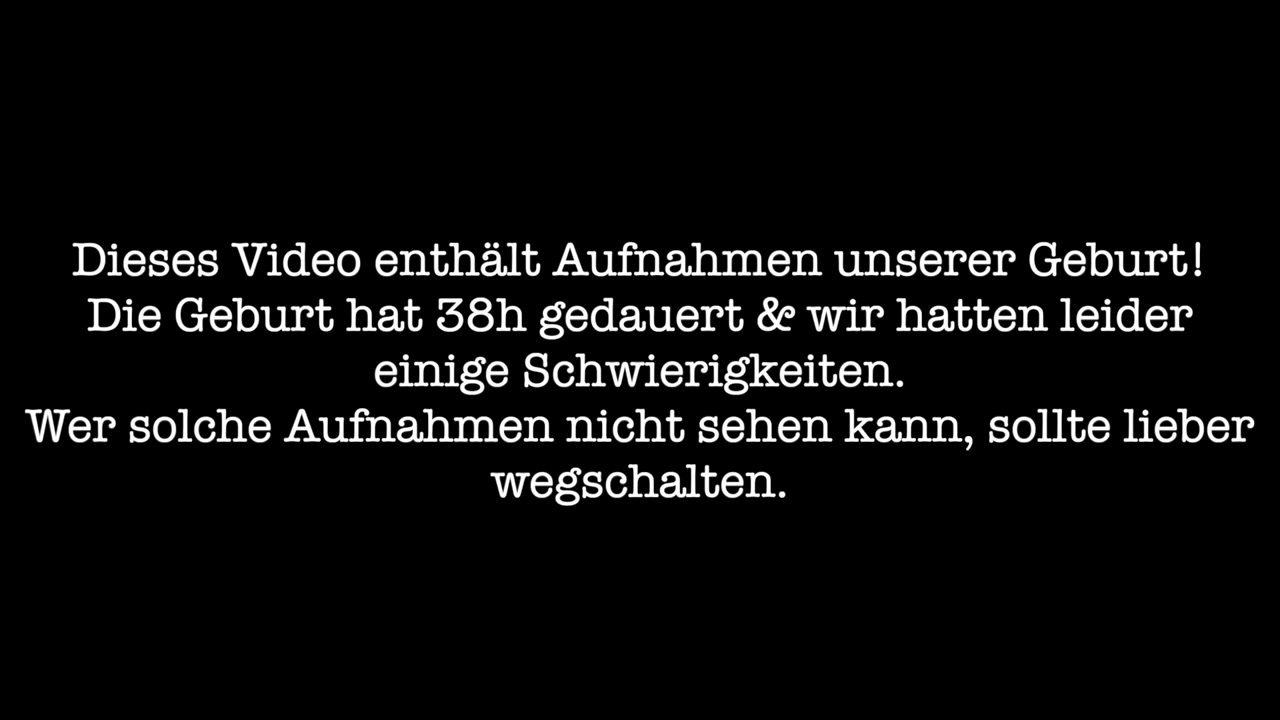 Dieses Video enthält Aufnahmen unserer Geburt!
Die Geburt hat 38h gedauert & wir hatten leider
einige Schwierigkeiten.
Wer solche Aufnahmen nicht sehen kann, sollte lieber
wegschalten.